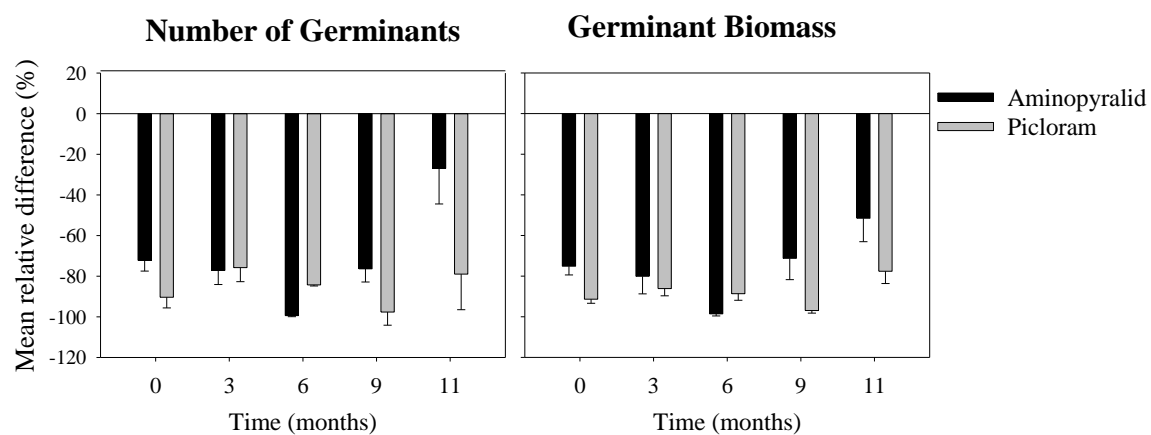 Number of Germinants
Germinant Biomass
Mean relative difference (%)
20
0
-20
-40
-60
-80
-100
-120
0 3 6 9 11
Time (months)
0 3 6 9 11
Time (months)
Aminopyralid
Picloram